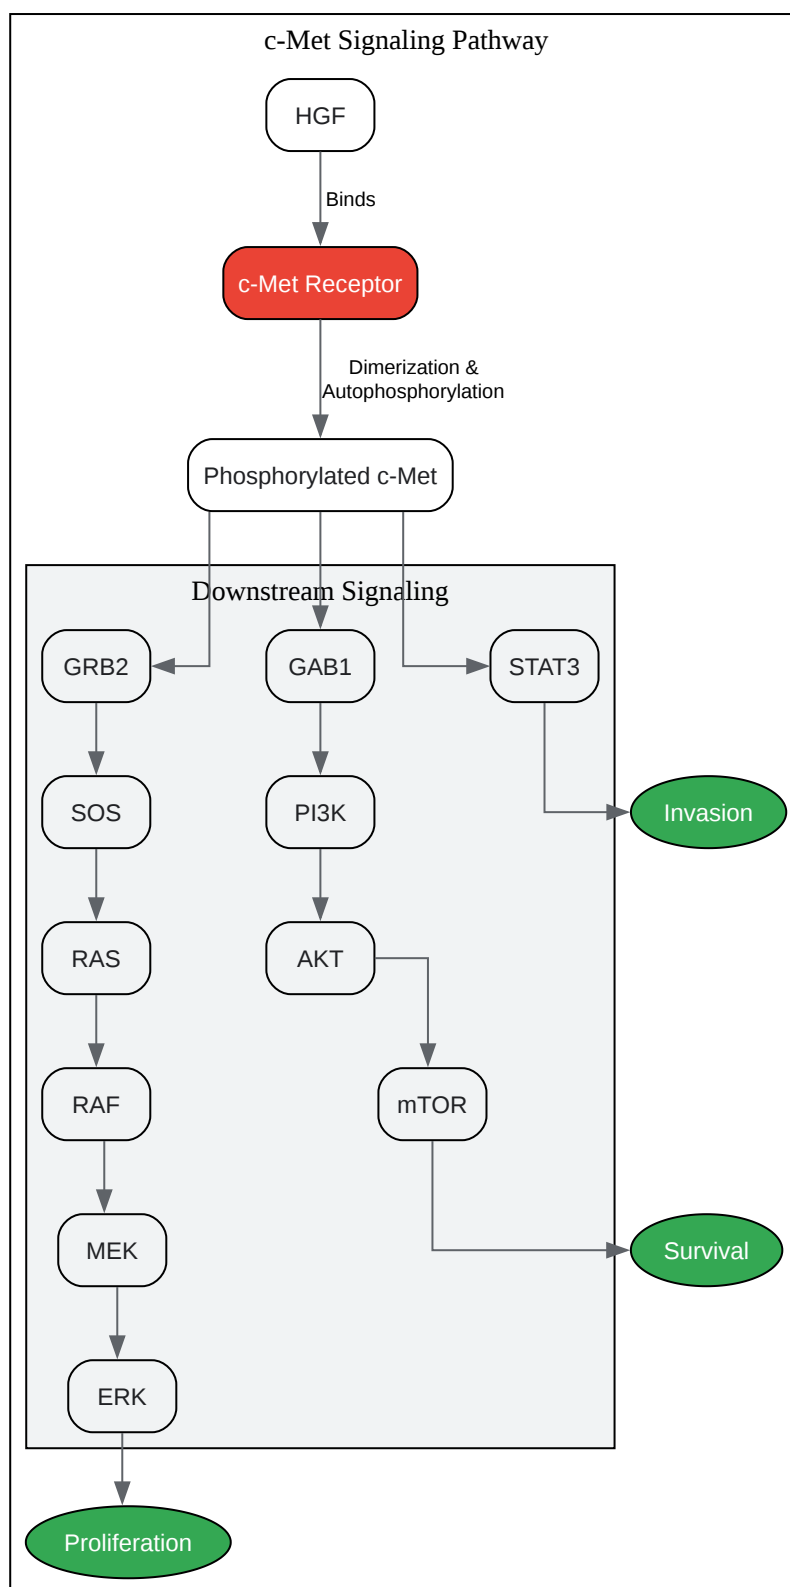 c-Met Signaling Pathway
HGF
Binds
c-Met Receptor
Dimerization &
Autophosphorylation
Phosphorylated c-Met
Downstream Signaling
GRB2
GAB1
STAT3
SOS
PI3K
Invasion
RAS
AKT
RAF
mTOR
MEK
Survival
ERK
Proliferation